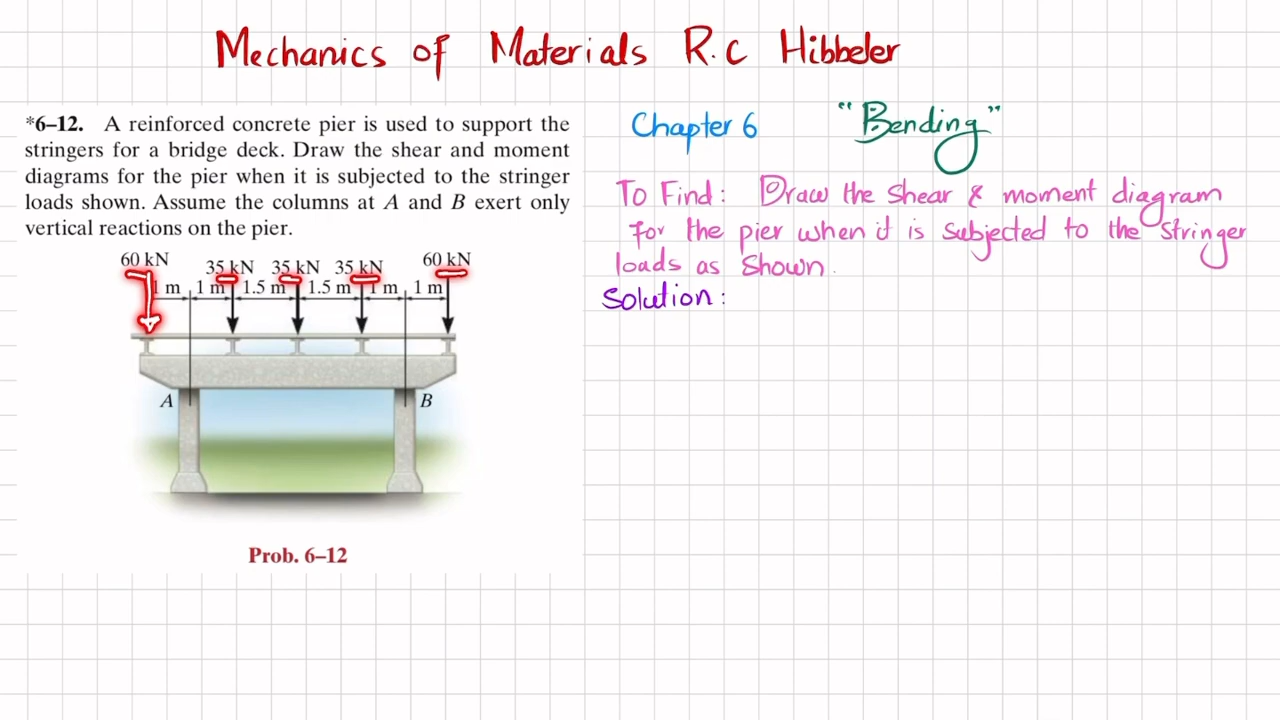 Mechanics of Materials R.C Hibbeler
*6–12. A reinforced concrete pier is used to support the
stringers for a bridge deck. Draw the shear and moment
diagrams for the pier when it is subjected to the stringer
loads shown. Assume the columns at A and B exert only
vertical reactions on the pier.
60 kN 35 kN 35 kN 35 kN 60 kN
1 m 1 m 1.5 m 1.5 m 1 m 1 m
A B
Prob. 6–12
Chapter 6 "Bending"
To Find: Draw the shear & moment diagram
for the pier when it is subjected to the stringer
loads as shown.
Solution: